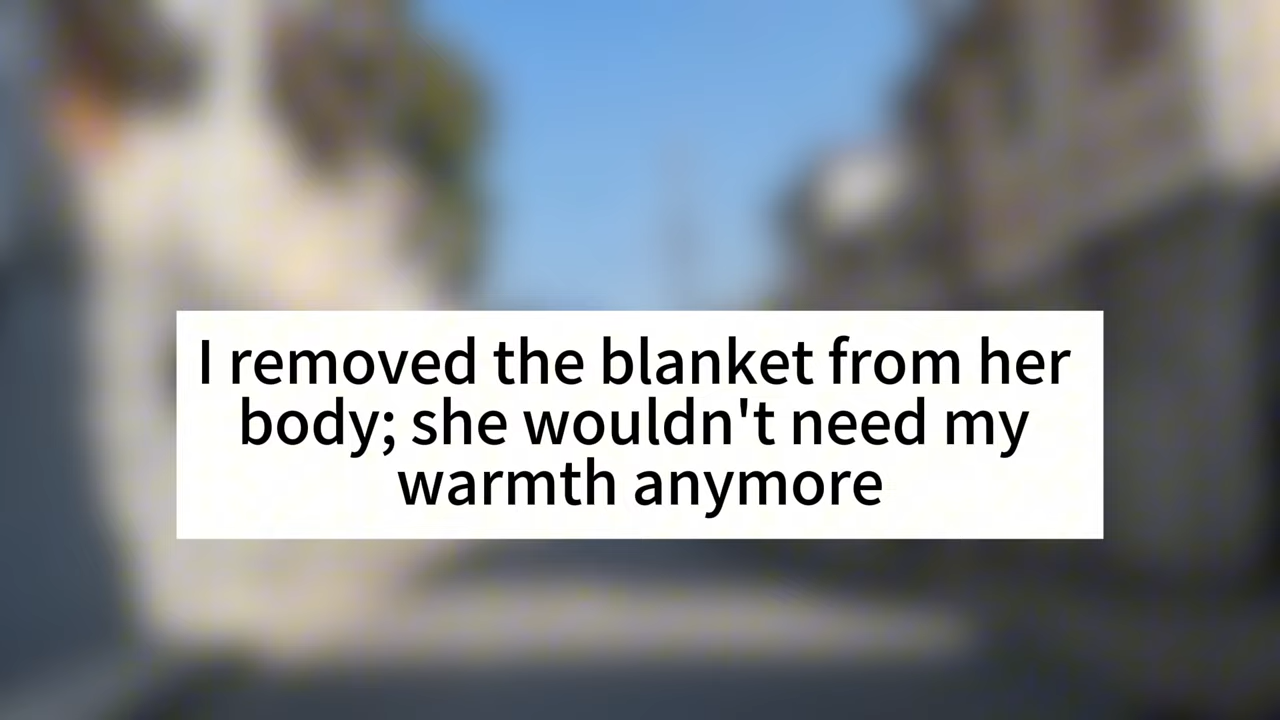 I removed the blanket from her
body; she wouldn't need my
warmth anymore